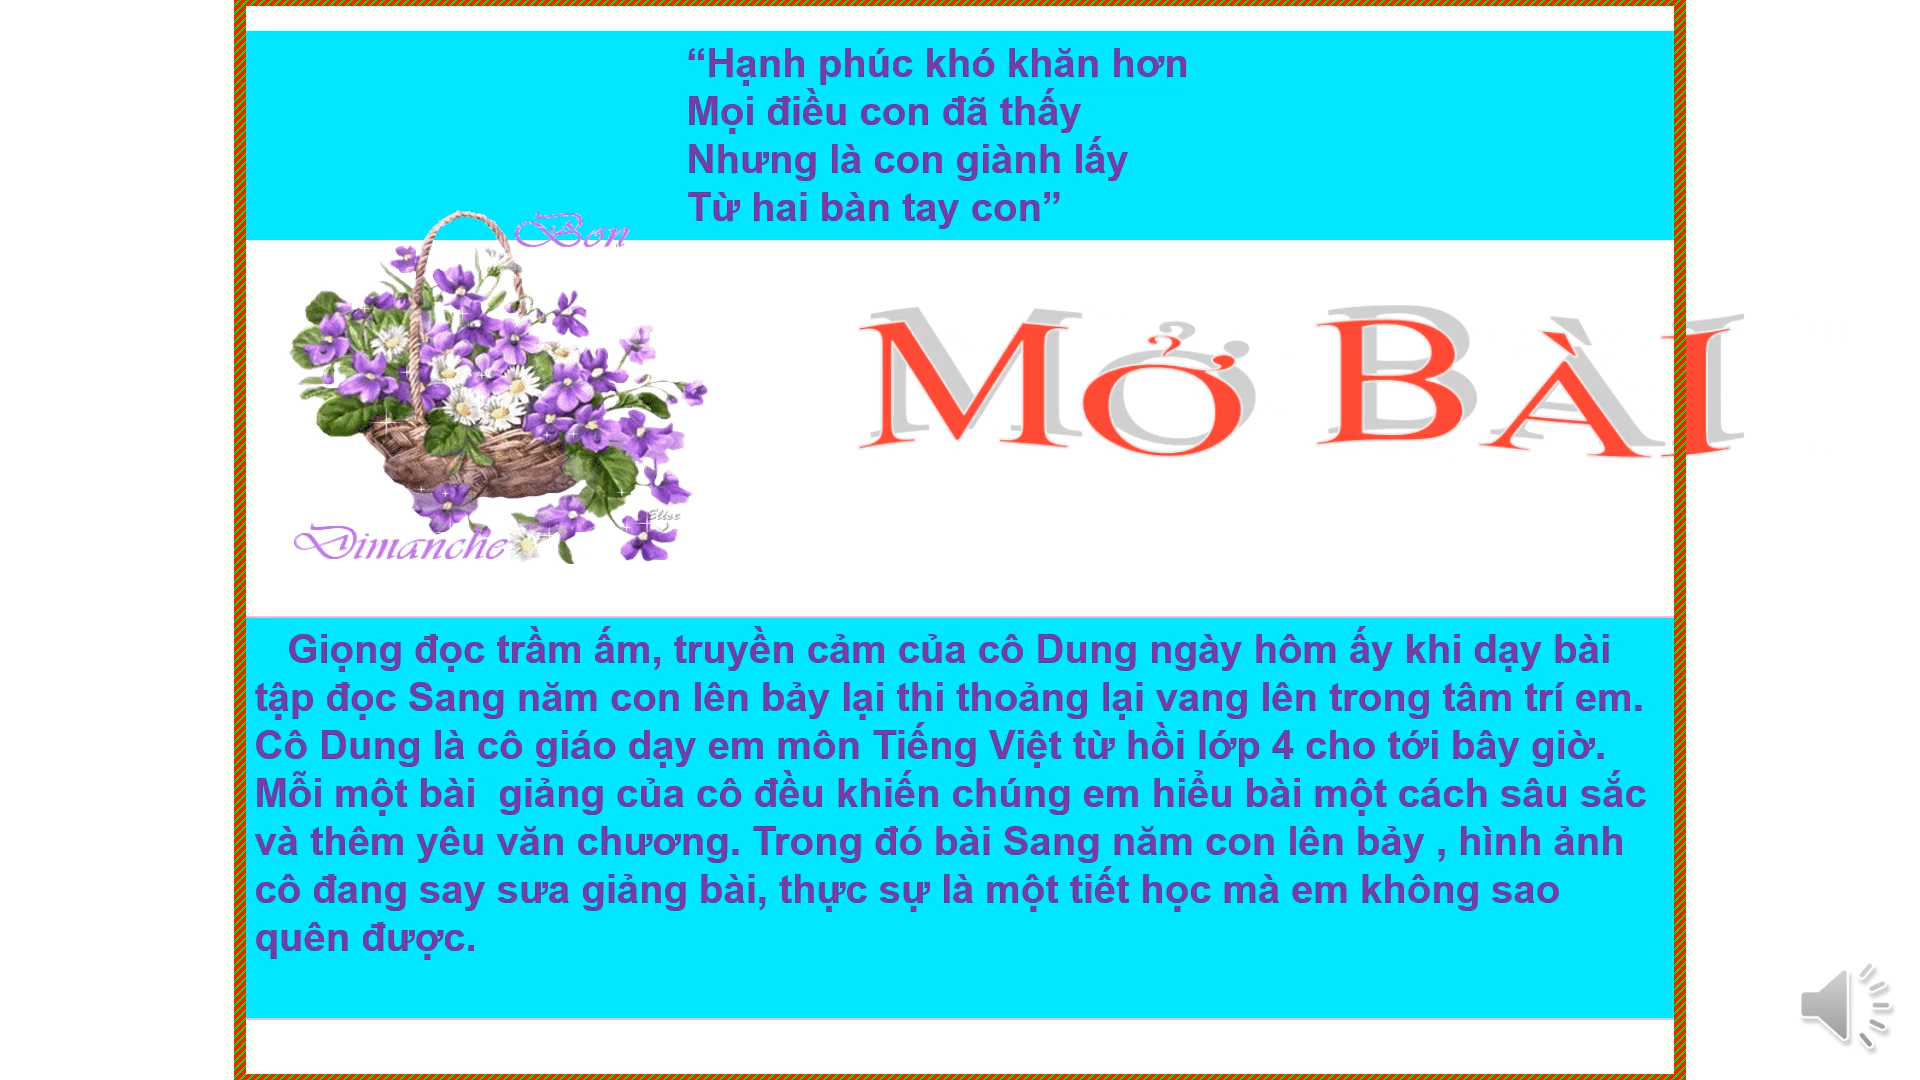 “Hạnh phúc khó khăn hơn
Mọi điều con đã thấy
Nhưng là con giành lấy
Từ hai bàn tay con”
Bon
Dimanche
Elise
MỞ BÀI
Giọng đọc trầm ấm, truyền cảm của cô Dung ngày hôm ấy khi dạy bài
tập đọc Sang năm con lên bảy lại thi thoảng lại vang lên trong tâm trí em.
Cô Dung là cô giáo dạy em môn Tiếng Việt từ hồi lớp 4 cho tới bây giờ.
Mỗi một bài  giảng của cô đều khiến chúng em hiểu bài một cách sâu sắc
và thêm yêu văn chương. Trong đó bài Sang năm con lên bảy , hình ảnh
cô đang say sưa giảng bài, thực sự là một tiết học mà em không sao
quên được.